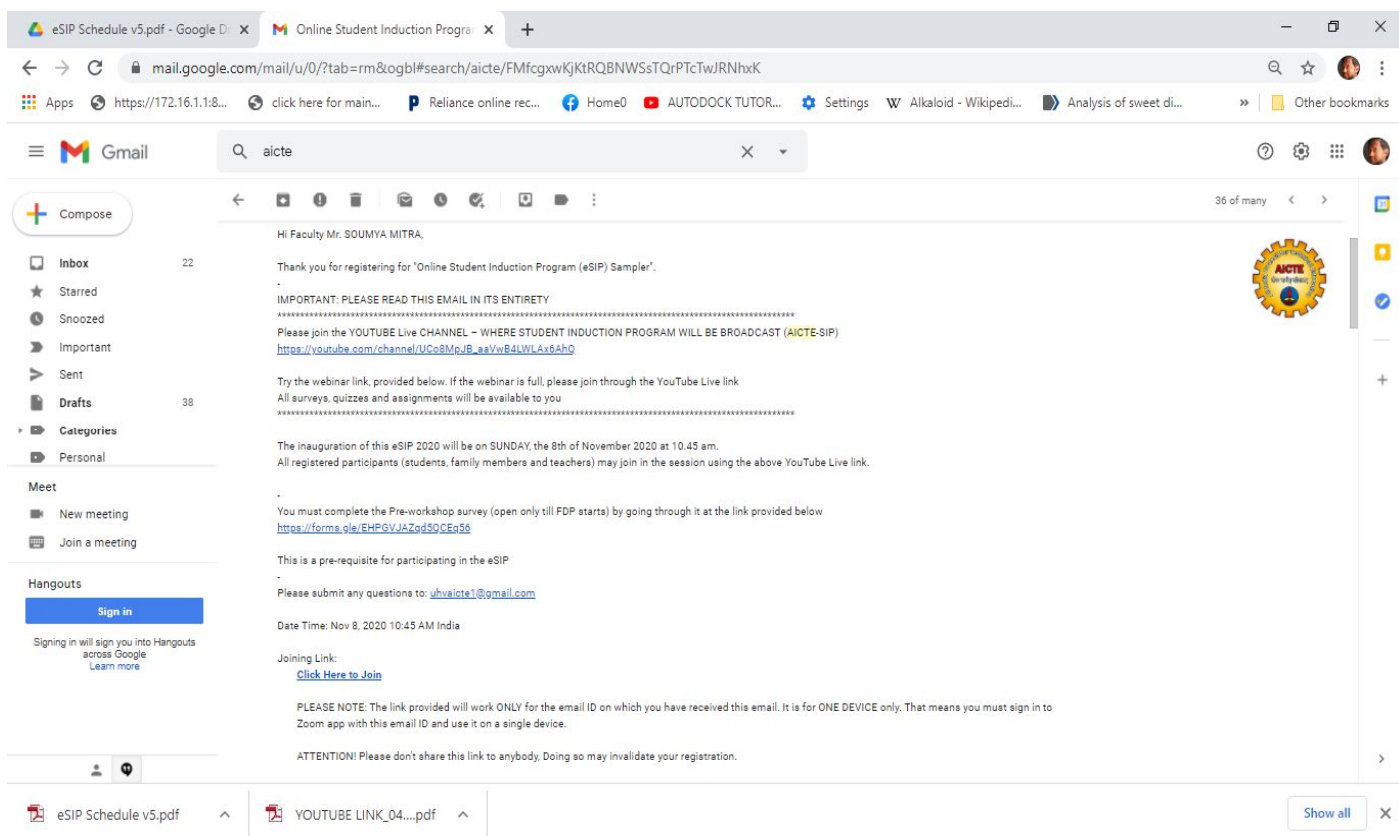 eSIP Schedule v5.pdf - Google D
Online Student Induction Progra
mail.google.com/mail/u/0/?tab=rm&ogbl#search/aicte/FMfcgxwKjKtRQBNWSsTQrPTcTwJRNhxK
Apps https://172.16.1.1:8... click here for main... Reliance online rec... Home0 AUTODOCK TUTOR... Settings Alkaloid - Wikipedi... Analysis of sweet di... » Other bookmarks
Gmail
aicte
Compose
36 of many
Inbox 22
Starred
Snoozed
Important
Sent
Drafts 38
Categories
Personal
Meet
New meeting
Join a meeting
Hangouts
Sign in
Signing in will sign you into Hangouts
across Google
Learn more
Hi Faculty Mr. SOUMYA MITRA,
Thank you for registering for "Online Student Induction Program (eSIP) Sampler".
-
IMPORTANT: PLEASE READ THIS EMAIL IN ITS ENTIRETY
Please join the YOUTUBE Live CHANNEL – WHERE STUDENT INDUCTION PROGRAM WILL BE BROADCAST (AICTE-SIP)
https://youtube.com/channel/UCo8MpJB_aaVwB4LWLAx6AhQ
Try the webinar link, provided below. If the webinar is full, please join through the YouTube Live link
All surveys, quizzes and assignments will be available to you
The inauguration of this eSIP 2020 will be on SUNDAY, the 8th of November 2020 at 10.45 am.
All registered participants (students, family members and teachers) may join in the session using the above YouTube Live link.
-
You must complete the Pre-workshop survey (open only till FDP starts) by going through it at the link provided below
https://forms.gle/EHPGVJAZgd5QCEq56
This is a pre-requisite for participating in the eSIP
-
Please submit any questions to: uhvaicte1@gmail.com
Date Time: Nov 8, 2020 10:45 AM India
Joining Link:
Click Here to Join
PLEASE NOTE: The link provided will work ONLY for the email ID on which you have received this email. It is for ONE DEVICE only. That means you must sign in to
Zoom app with this email ID and use it on a single device.
ATTENTION! Please don't share this link to anybody, Doing so may invalidate your registration.
AICTE
eSIP Schedule v5.pdf
YOUTUBE LINK_04....pdf
Show all